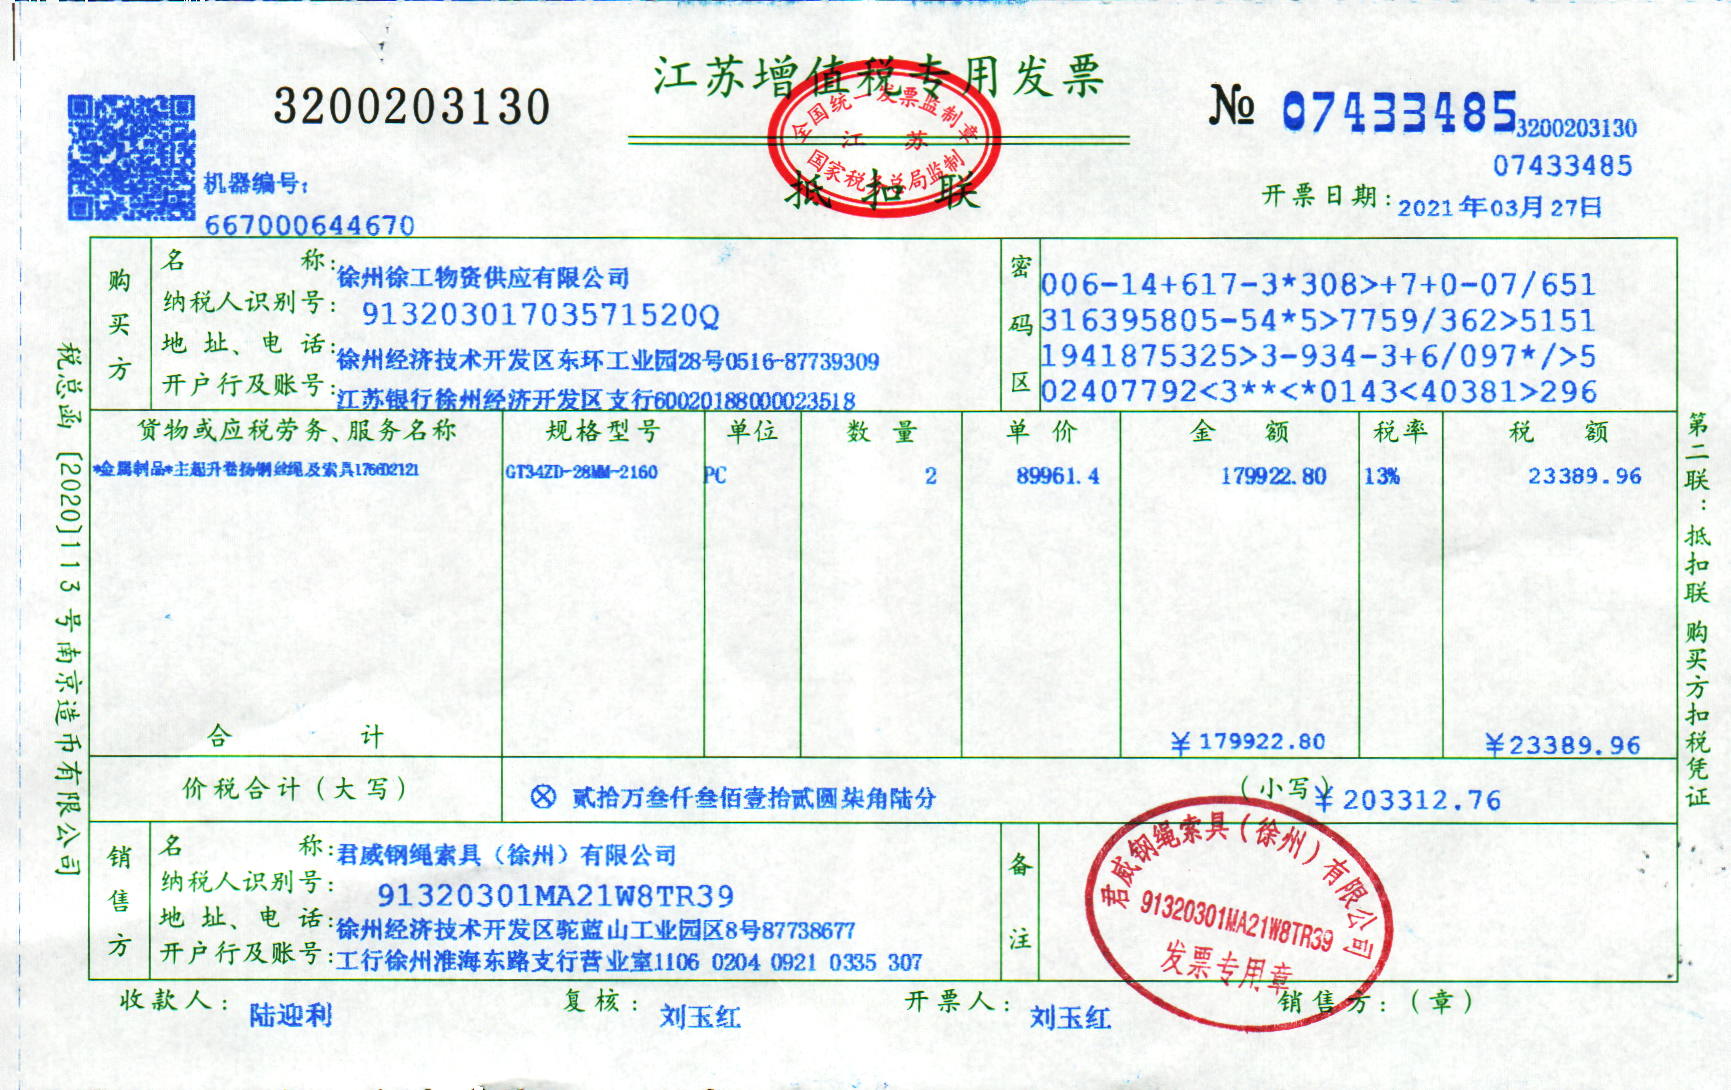 江苏增值税专用发票
3200203130
全国统一发票监制章
江 苏
国家税务总局监制
抵 扣 联
№ 07433485
3200203130
07433485
机器编号:
667000644670
开票日期: 2021年03月27日
购买方
名 称: 徐州徐工物资供应有限公司
纳税人识别号: 91320301703571520Q
地 址、电 话: 徐州经济技术开发区东环工业园28号0516-87739309
开户行及账号: 江苏银行徐州经济开发区支行60020188000023518
密码区
006-14+617-3*308>+7+0-07/651
316395805-54*5>7759/362>5151
1941875325>3-934-3+6/097*/>5
02407792<3**<*0143<40381>296
货物或应税劳务、服务名称 规格型号 单位 数 量 单 价 金 额 税率 税 额
*金属制品*主起升卷扬钢丝绳及索具176602121 GT34ZD-28MM-2160 PC 2 89961.4 179922.80 13% 23389.96
合 计 ¥179922.80 ¥23389.96
价税合计(大写) ⊗ 贰拾万叁仟叁佰壹拾贰圆柒角陆分 (小写) ¥203312.76
销售方
名 称: 君威钢绳索具(徐州)有限公司
纳税人识别号: 91320301MA21W8TR39
地 址、电 话: 徐州经济技术开发区驼蓝山工业园区8号87738677
开户行及账号: 工行徐州淮海东路支行营业室1106 0204 0921 0335 307
备注
君威钢绳索具(徐州)有限公司
91320301MA21W8TR39
发票专用章
收款人: 陆迎利 复核: 刘玉红 开票人: 刘玉红 销售方:(章)
税总函[2020]113号南京造币有限公司
第二联:抵扣联 购买方扣税凭证